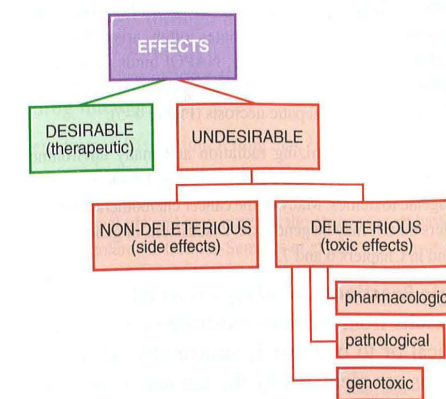 EFFECTS
DESIRABLE
(therapeutic)
UNDESIRABLE
NON-DELETERIOUS
(side effects)
DELETERIOUS
(toxic effects)
pharmacologic
pathological
genotoxic